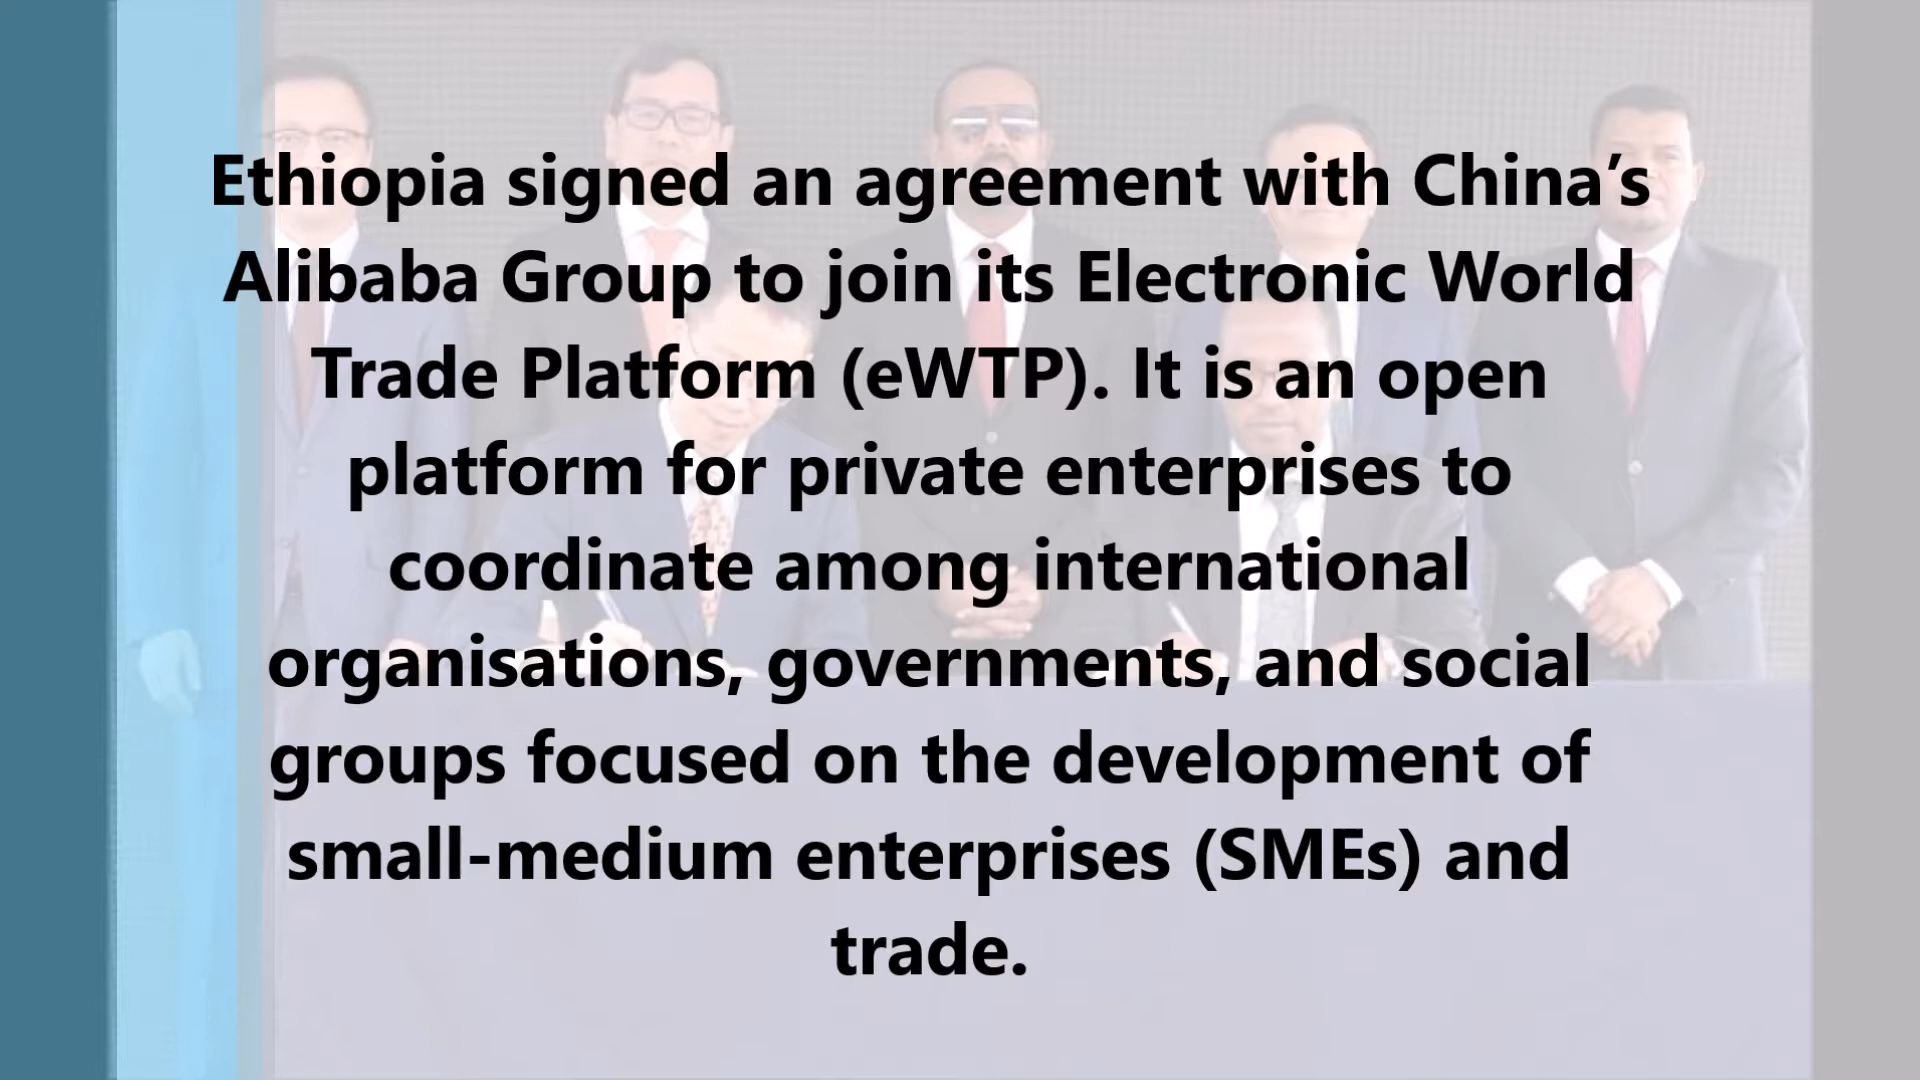 Ethiopia signed an agreement with China’s
Alibaba Group to join its Electronic World
Trade Platform (eWTP). It is an open
platform for private enterprises to
coordinate among international
organisations, governments, and social
groups focused on the development of
small-medium enterprises (SMEs) and
trade.